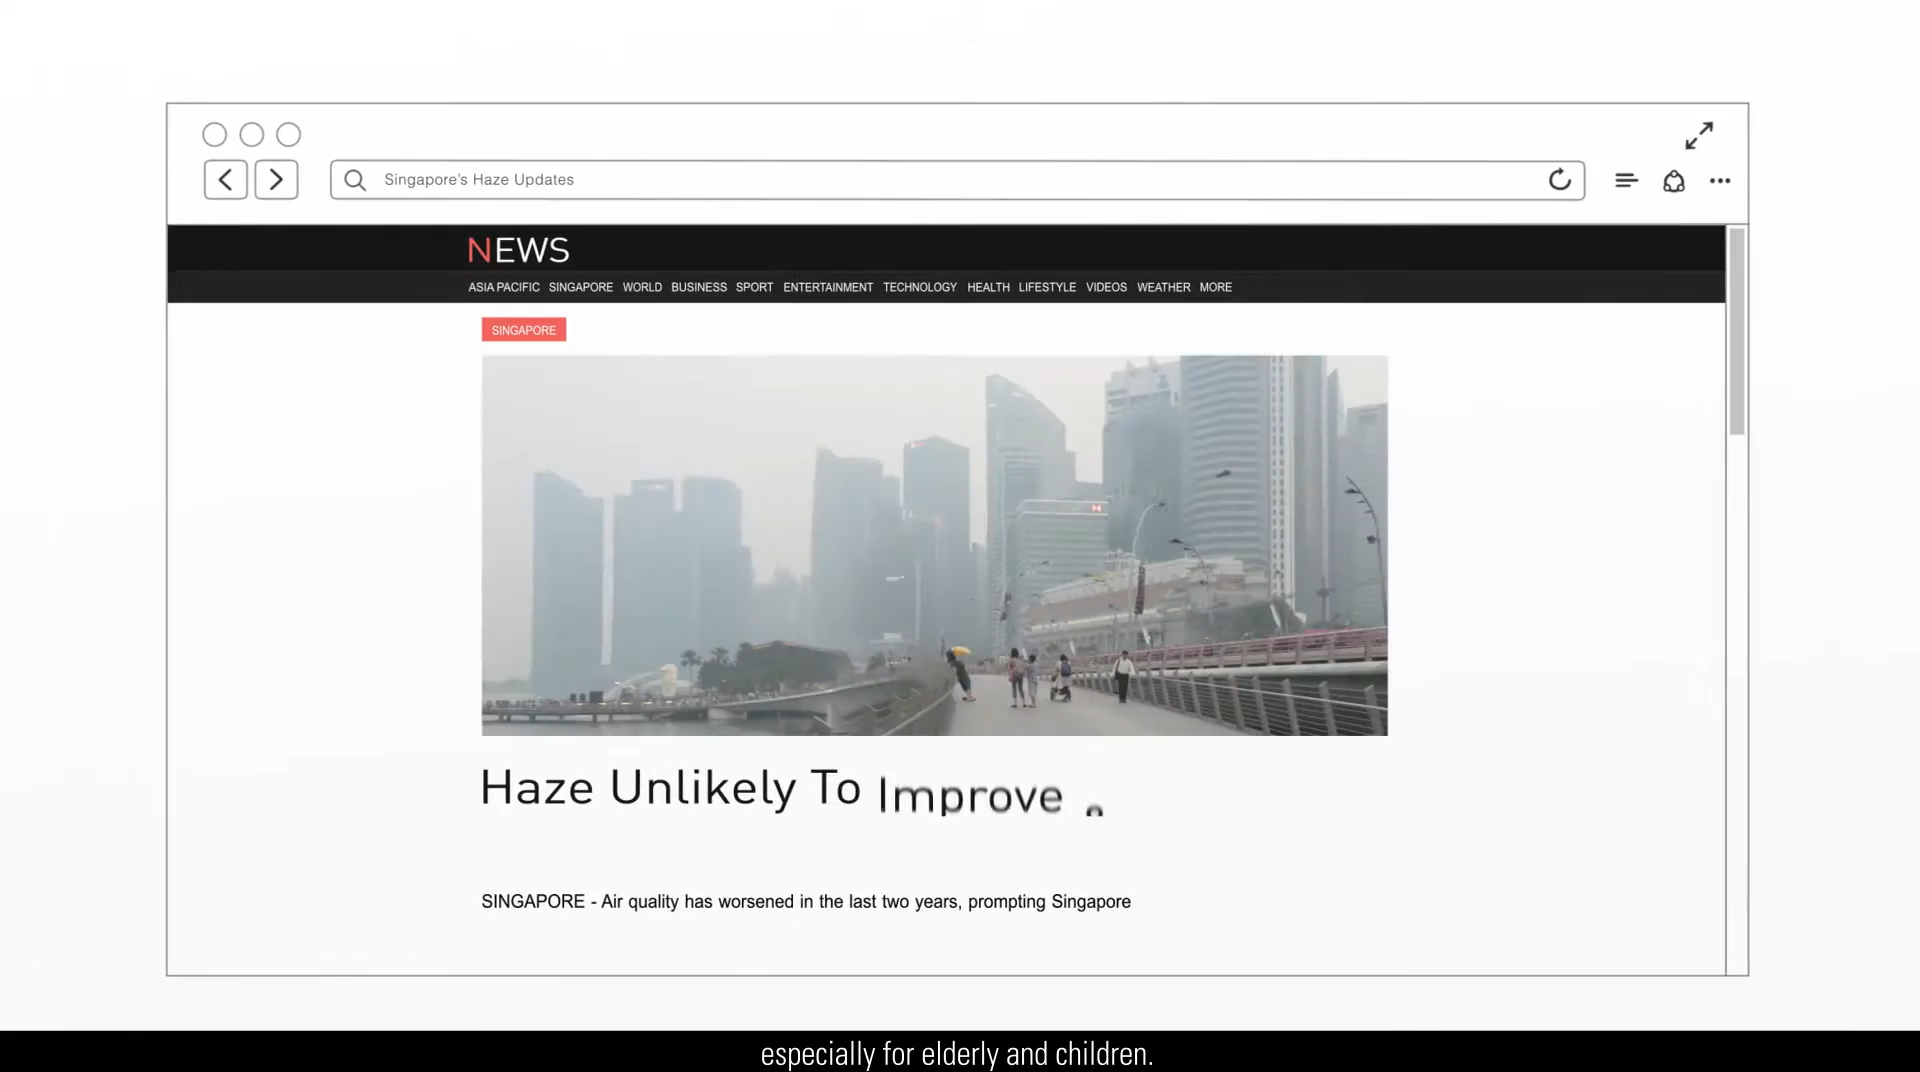 Singapore's Haze Updates
NEWS
ASIA PACIFIC SINGAPORE WORLD BUSINESS SPORT ENTERTAINMENT TECHNOLOGY HEALTH LIFESTYLE VIDEOS WEATHER MORE
SINGAPORE
Haze Unlikely To Improve
SINGAPORE - Air quality has worsened in the last two years, prompting Singapore
especially for elderly and children.